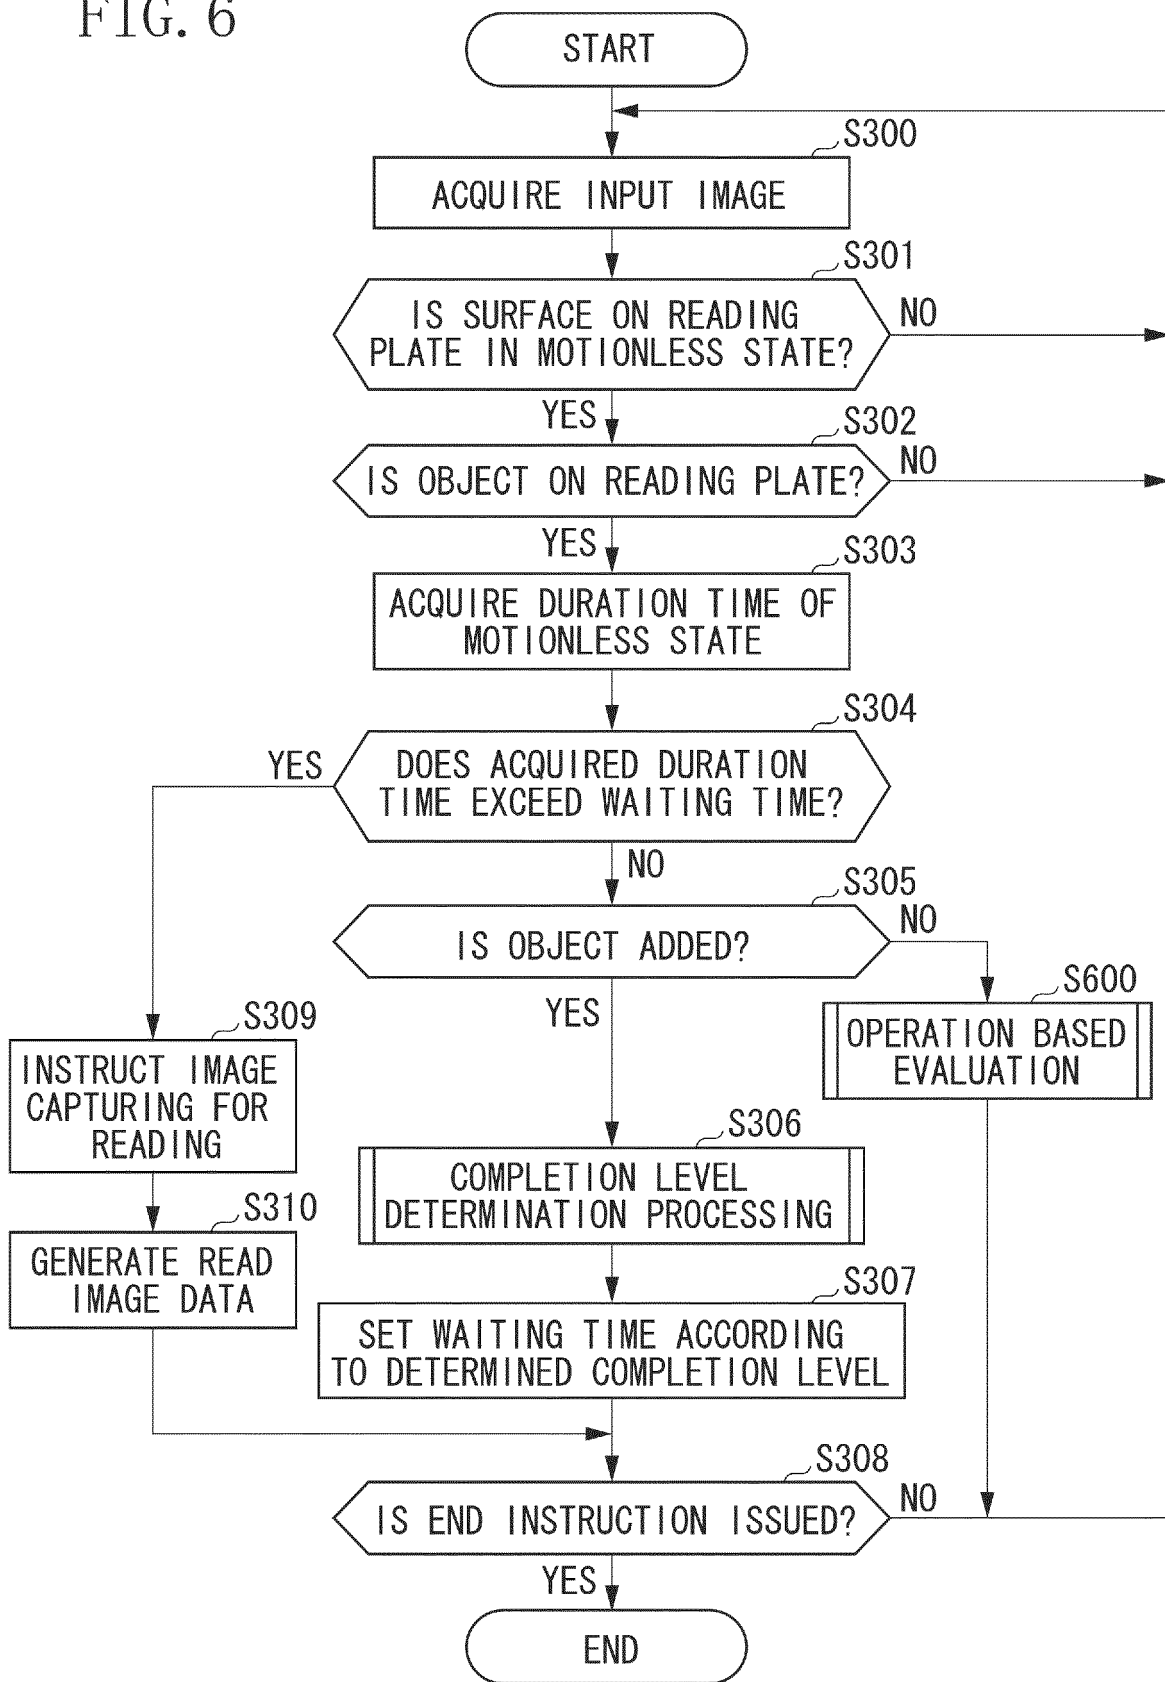 FIG. 6
START
S300
ACQUIRE INPUT IMAGE
S301
IS SURFACE ON READING
PLATE IN MOTIONLESS STATE?
NO
YES
S302
IS OBJECT ON READING PLATE?
NO
YES
S303
ACQUIRE DURATION TIME OF
MOTIONLESS STATE
S304
DOES ACQUIRED DURATION
TIME EXCEED WAITING TIME?
YES
NO
S305
IS OBJECT ADDED?
NO
YES
S600
OPERATION BASED
EVALUATION
S309
INSTRUCT IMAGE
CAPTURING FOR
READING
S306
COMPLETION LEVEL
DETERMINATION PROCESSING
S310
GENERATE READ
IMAGE DATA
S307
SET WAITING TIME ACCORDING
TO DETERMINED COMPLETION LEVEL
S308
IS END INSTRUCTION ISSUED?
NO
YES
END